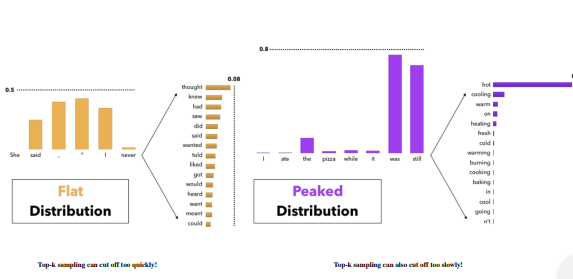 0.5
She said , " I never
Flat
Distribution
0.08
thought
knew
had
saw
did
said
wanted
told
liked
got
would
heard
want
meant
could
Top-k sampling can cut off too quickly!
0.8
I ate the pizza while it was still
Peaked
Distribution
hot
cooling
warm
on
heating
fresh
cold
warming
burning
cooking
baking
in
cool
going
n't
Top-k sampling can also cut off too slowly!